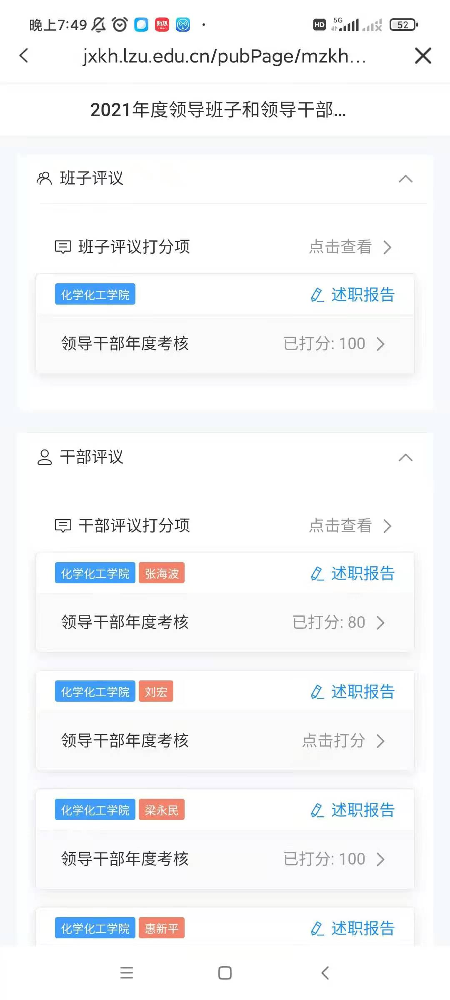 晚上7:49 新热 HD 5G 52
jxkh.lzu.edu.cn/pubPage/mzkh...
2021年度领导班子和领导干部...
班子评议
班子评议打分项 点击查看
化学化工学院 述职报告
领导干部年度考核 已打分: 100
干部评议
干部评议打分项 点击查看
化学化工学院 张海波 述职报告
领导干部年度考核 已打分: 80
化学化工学院 刘宏 述职报告
领导干部年度考核 点击打分
化学化工学院 梁永民 述职报告
领导干部年度考核 已打分: 100
化学化工学院 惠新平 述职报告